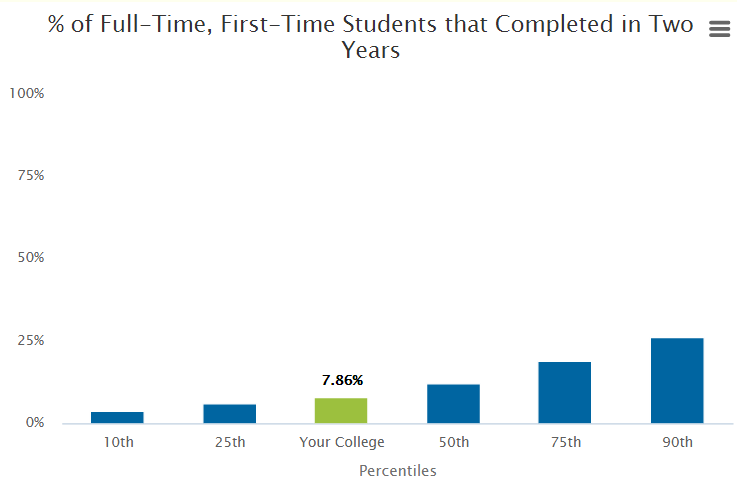 % of Full-Time, First-Time Students that Completed in Two
Years
100%
75%
50%
25%
0%
7.86%
10th
25th
Your College
50th
75th
90th
Percentiles